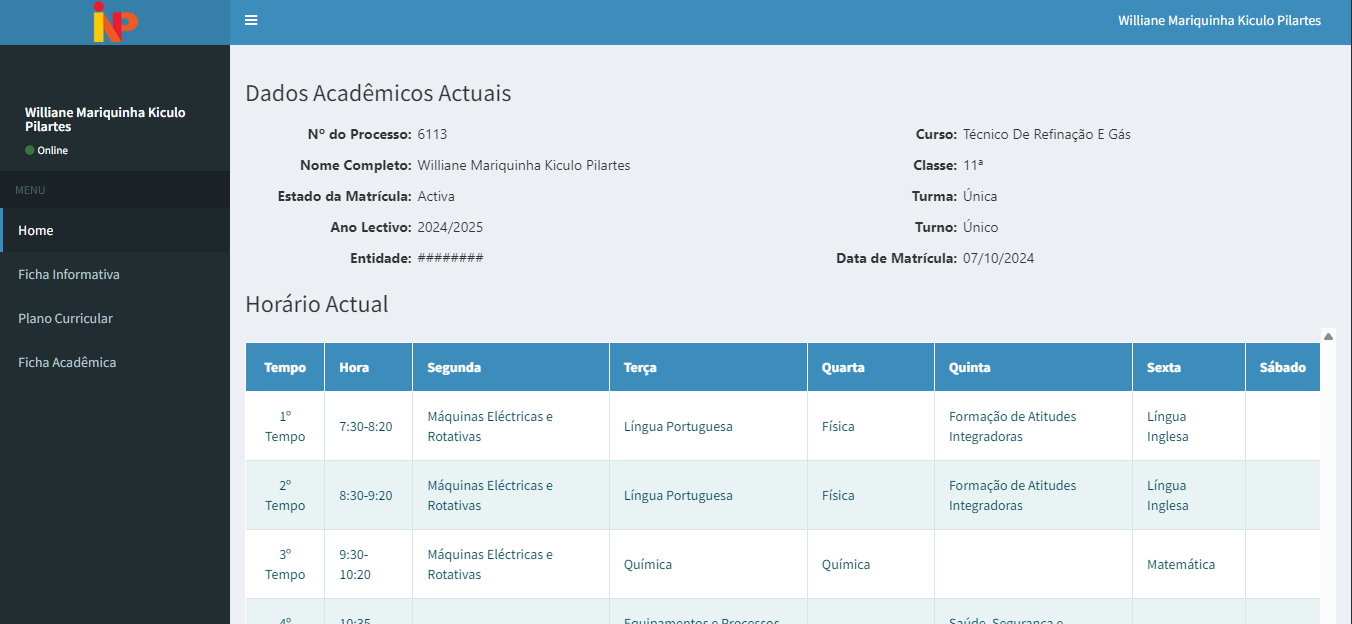 iNP
Williane Mariquinha Kiculo Pilartes
Williane Mariquinha Kiculo
Pilartes
Online
MENU
Home
Ficha Informativa
Plano Curricular
Ficha Acadêmica
Dados Acadêmicos Actuais
Nº do Processo: 6113
Curso: Técnico De Refinação E Gás
Nome Completo: Williane Mariquinha Kiculo Pilartes
Classe: 11ª
Estado da Matrícula: Activa
Turma: Única
Ano Lectivo: 2024/2025
Turno: Único
Entidade: ########
Data de Matrícula: 07/10/2024
Horário Actual
Tempo Hora Segunda Terça Quarta Quinta Sexta Sábado
1º Tempo 7:30-8:20 Máquinas Eléctricas e Rotativas Língua Portuguesa Física Formação de Atitudes Integradoras Língua Inglesa
2º Tempo 8:30-9:20 Máquinas Eléctricas e Rotativas Língua Portuguesa Física Formação de Atitudes Integradoras Língua Inglesa
3º Tempo 9:30-10:20 Máquinas Eléctricas e Rotativas Química Química Matemática
4º 10:35 Equipamentos e Processos Saúde, Segurança e